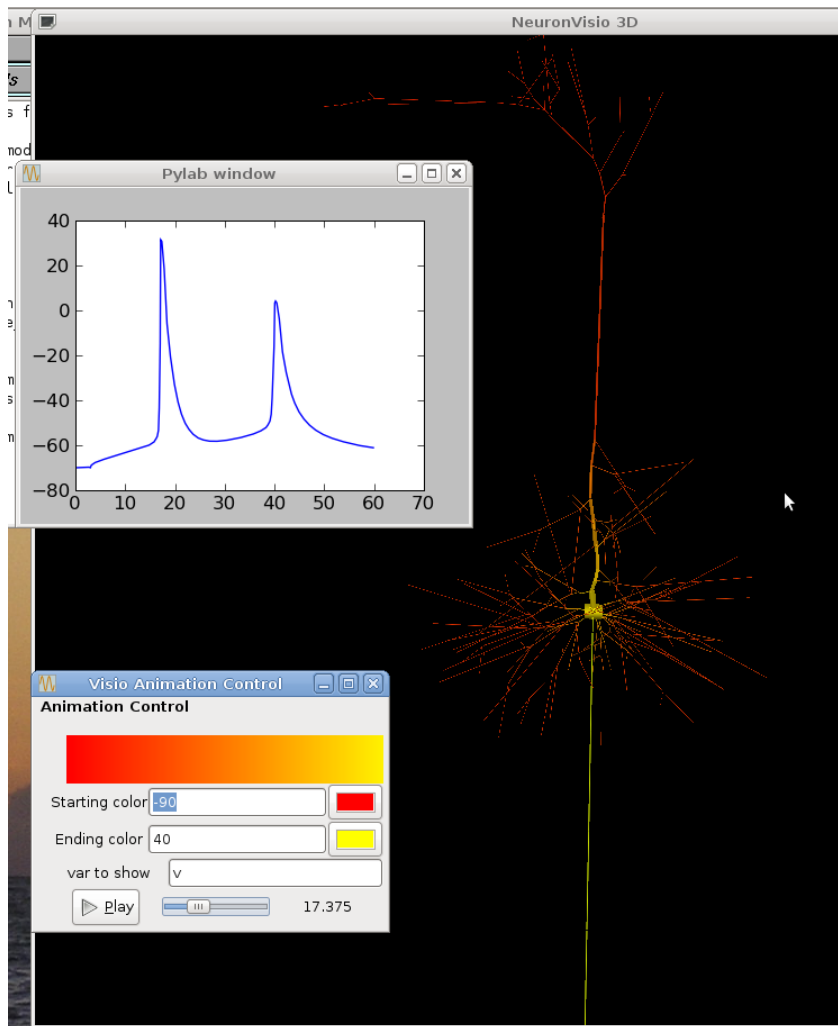 n M
NeuronVisio 3D
's
s f
mod
l
Pylab window
40
20
0
−20
−40
−60
−80
0 10 20 30 40 50 60 70
n
e
m
s
m
Visio Animation Control
Animation Control
Starting color -90
Ending color 40
var to show v
Play 17.375